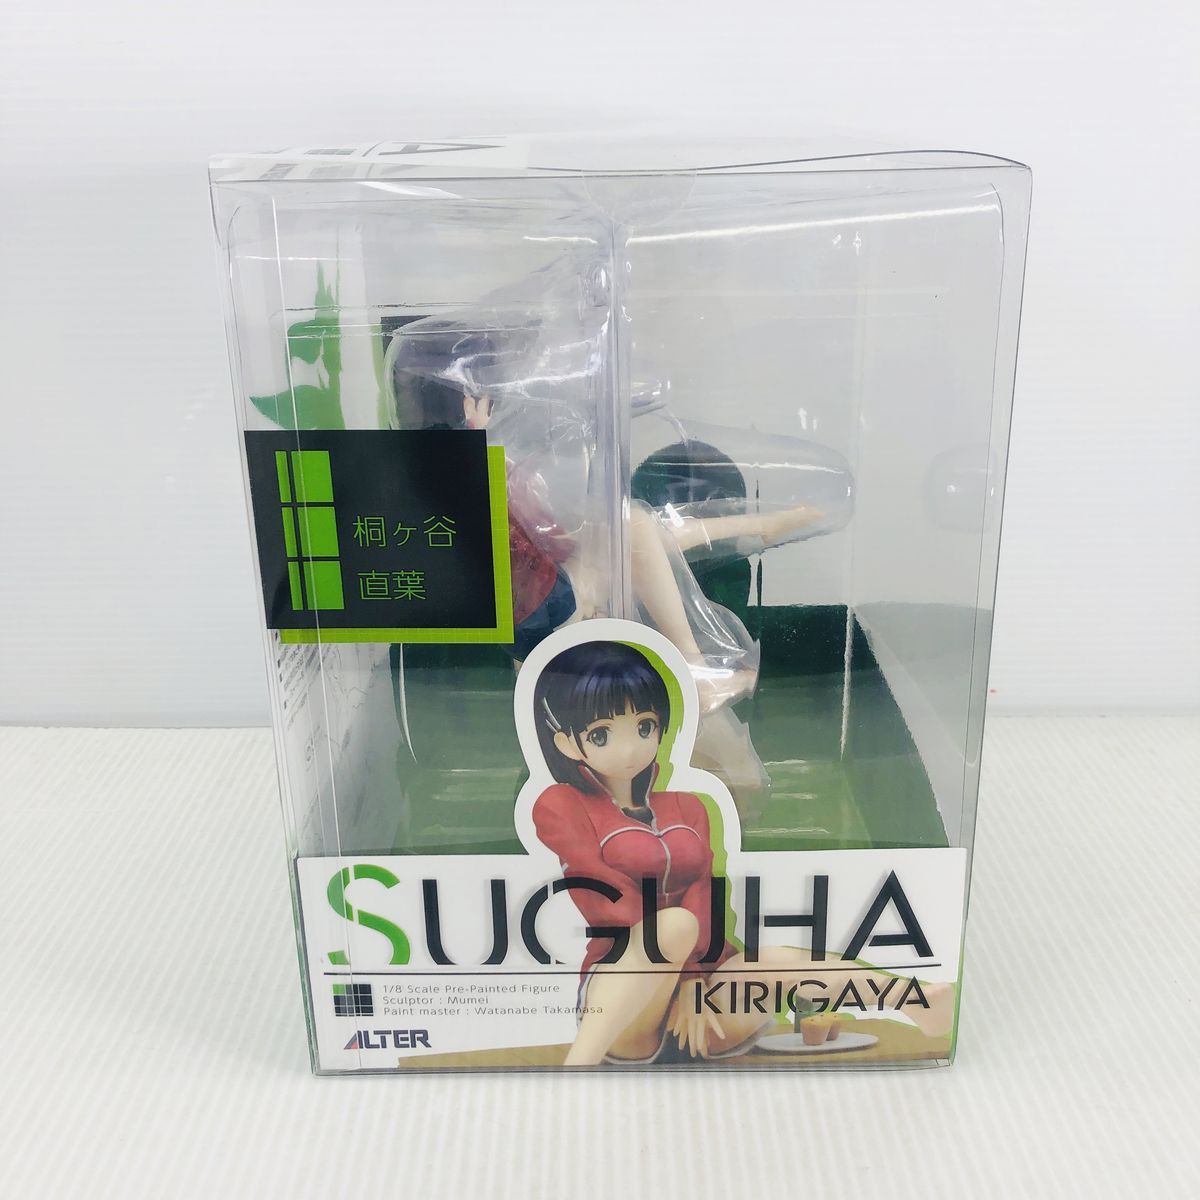 桐ヶ谷
直葉
SUGUHA
KIRIGAYA
1/8 Scale Pre-Painted Figure
Sculptor : Mumei
Paint master : Watanabe Takamasa
ALTER